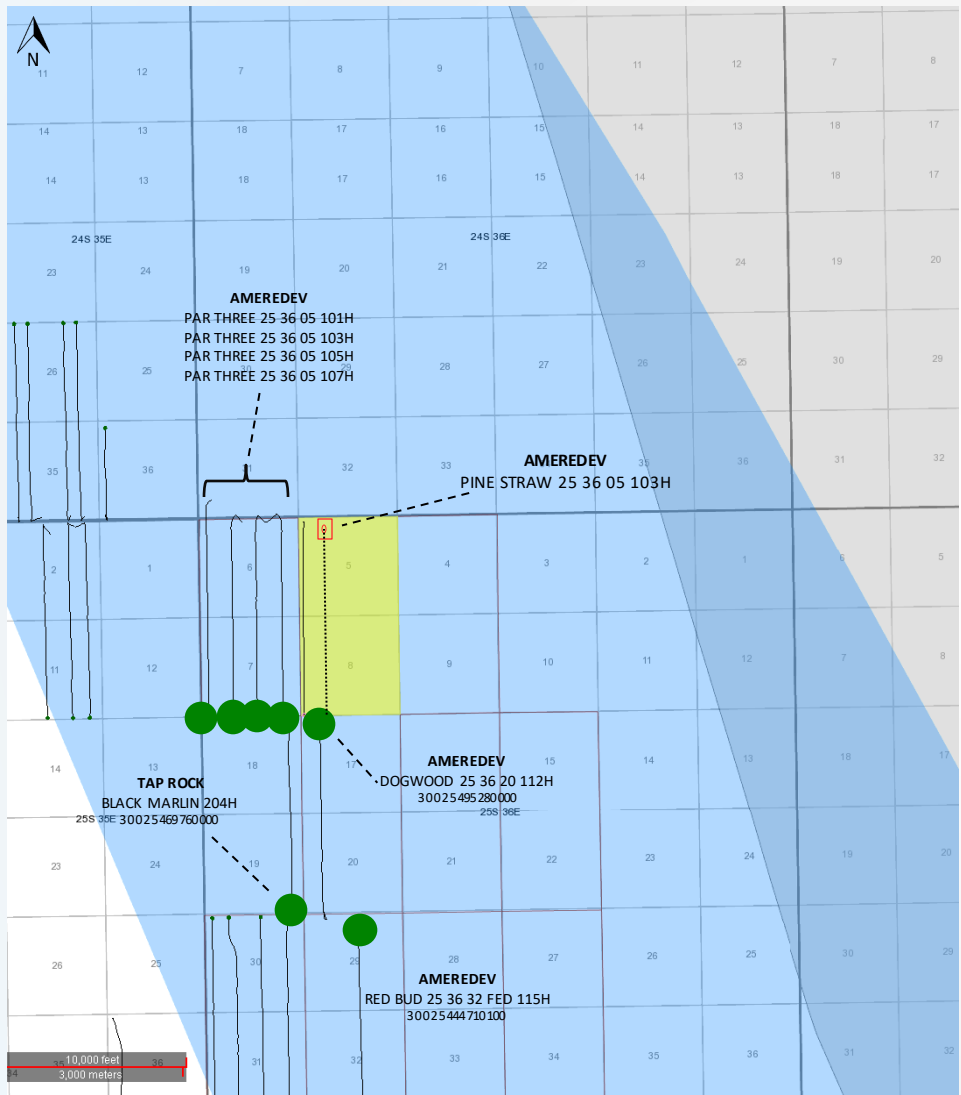 N
11 12 7 8 9 10 11 12 7 8
14 13 18 17 16 15 14 13 18 17
14 13 18 17 16 15 14 13 18 17
24S 35E 24S 36E
23 24 19 20 21 22 23 24 19 20
AMEREDEV
PAR THREE 25 36 05 101H
PAR THREE 25 36 05 103H
PAR THREE 25 36 05 105H
PAR THREE 25 36 05 107H
26 25 30 28 27 26 25 30 29
35 36 31 32 33 35 36 31 32
AMEREDEV
PINE STRAW 25 36 05 103H
2 1 6 5 4 3 2 1 6 5
11 12 7 8 9 10 11 12 7 8
14 18 17 15 14 13 18 17
AMEREDEV
DOGWOOD 25 36 20 112H
30025495280000
TAP ROCK
BLACK MARLIN 204H
25S 35E 30025469760000
25S 36E
23 24 19 20 21 22 23 24 19 20
26 25 30 29 28 27 26 25 30 29
AMEREDEV
RED BUD 25 36 32 FED 115H
30025444710100
34 35 36 31 32 33 34 35 36 31 32
10,000 feet
3,000 meters